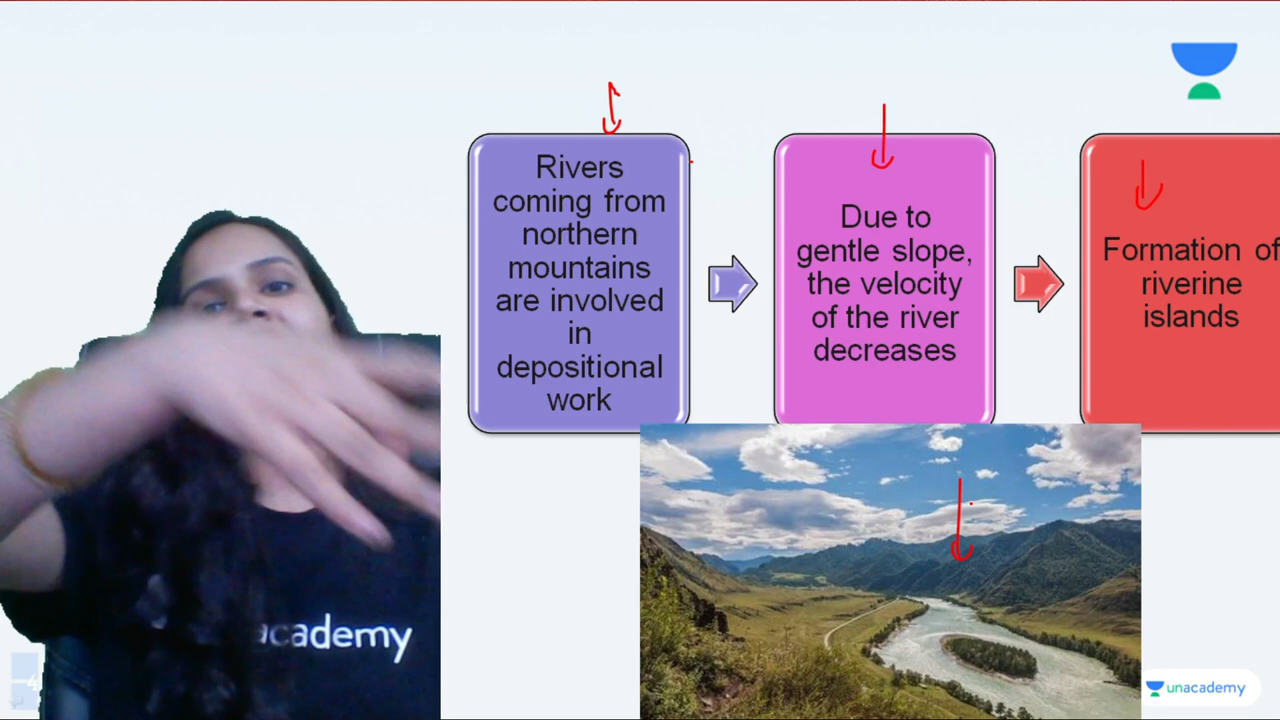 Rivers
coming from
northern
mountains
are involved
in
depositional
work
Due to
gentle slope,
the velocity
of the river
decreases
Formation of
riverine
islands
academy
unacademy